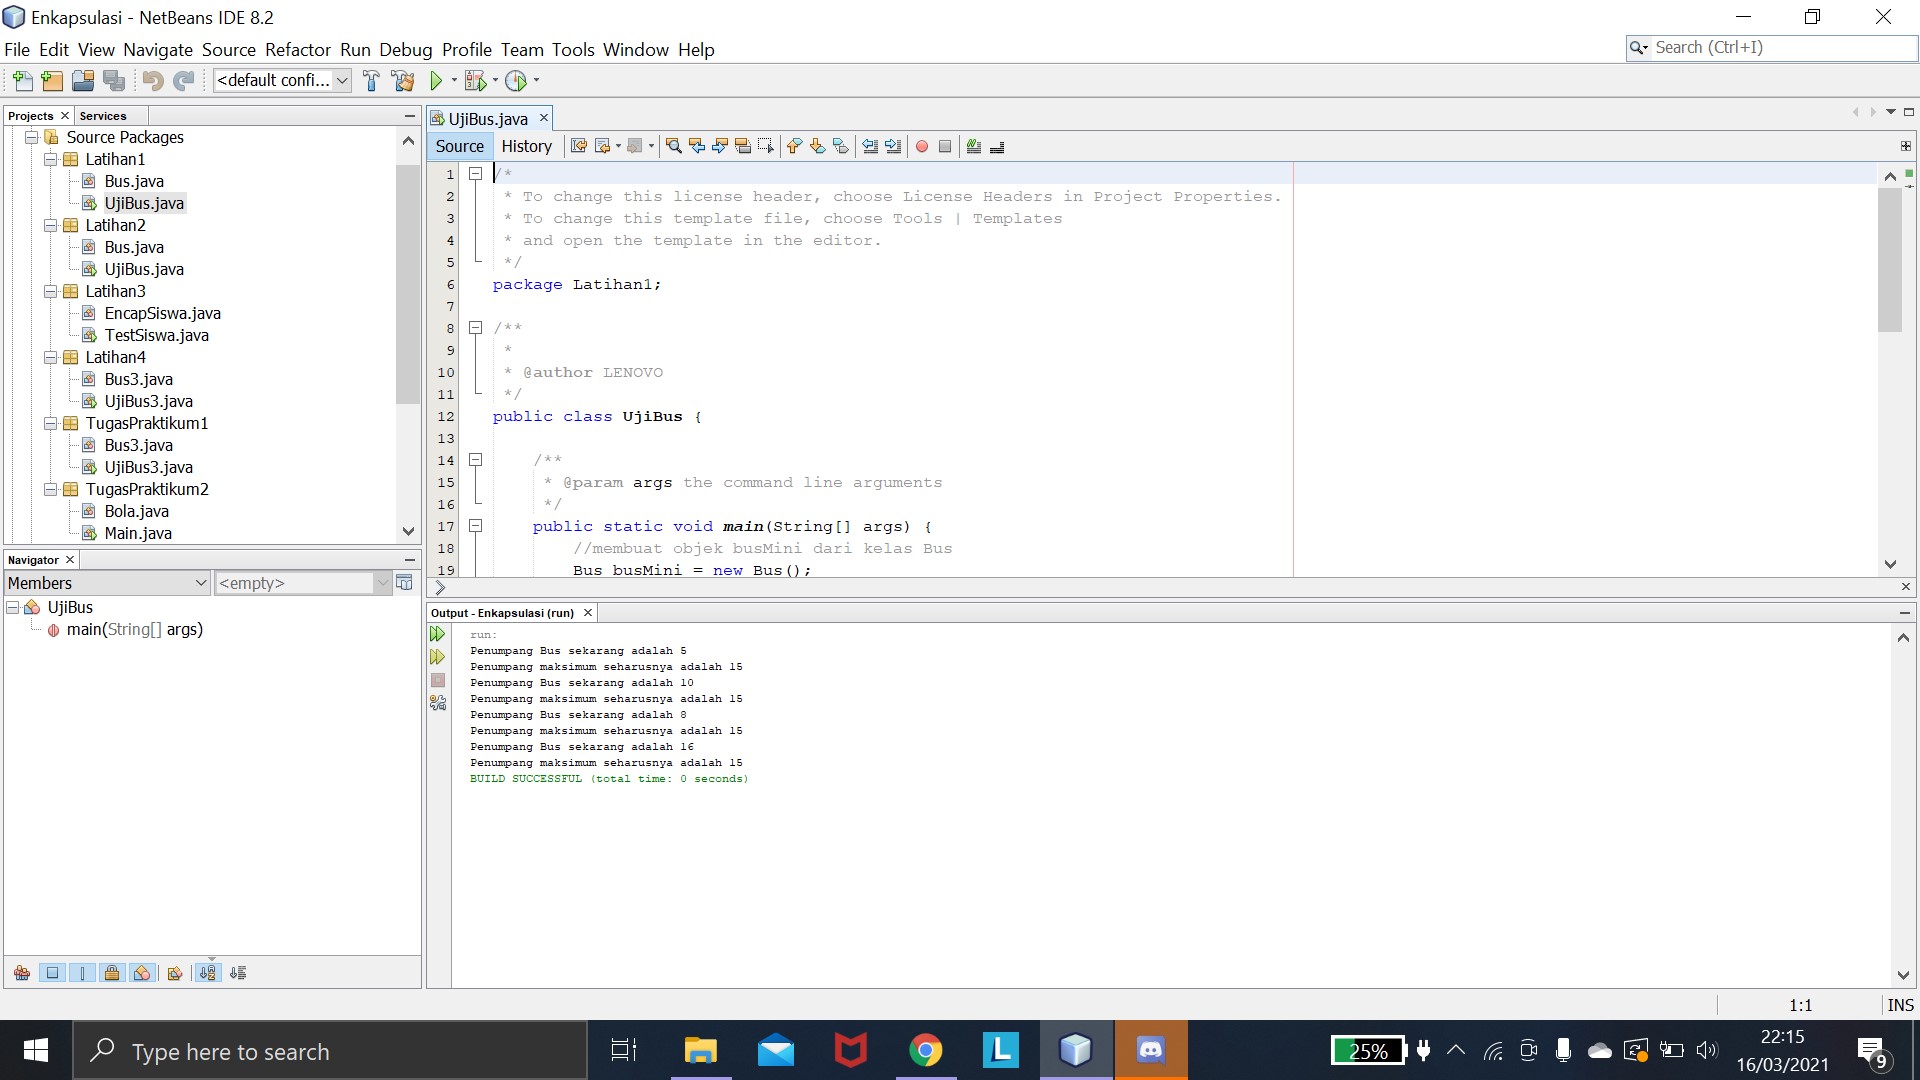 Enkapsulasi - NetBeans IDE 8.2
File Edit View Navigate Source Refactor Run Debug Profile Team Tools Window Help
Search (Ctrl+I)
<default confi...
Projects
Services
Source Packages
Latihan1
Bus.java
UjiBus.java
Latihan2
Bus.java
UjiBus.java
Latihan3
EncapSiswa.java
TestSiswa.java
Latihan4
Bus3.java
UjiBus3.java
TugasPraktikum1
Bus3.java
UjiBus3.java
TugasPraktikum2
Bola.java
Main.java
Navigator
Members
<empty>
UjiBus
main(String[] args)
UjiBus.java
Source History
1 /*
2 * To change this license header, choose License Headers in Project Properties.
3 * To change this template file, choose Tools | Templates
4 * and open the template in the editor.
5 */
6 package Latihan1;
7
8 /**
9 *
10 * @author LENOVO
11 */
12 public class UjiBus {
13
14 /**
15 * @param args the command line arguments
16 */
17 public static void main(String[] args) {
18 //membuat objek busMini dari kelas Bus
19 Bus busMini = new Bus();
Output - Enkapsulasi (run)
run:
Penumpang Bus sekarang adalah 5
Penumpang maksimum seharusnya adalah 15
Penumpang Bus sekarang adalah 10
Penumpang maksimum seharusnya adalah 15
Penumpang Bus sekarang adalah 8
Penumpang maksimum seharusnya adalah 15
Penumpang Bus sekarang adalah 16
Penumpang maksimum seharusnya adalah 15
BUILD SUCCESSFUL (total time: 0 seconds)
1:1
INS
Type here to search
L
25%
22:15
16/03/2021
9